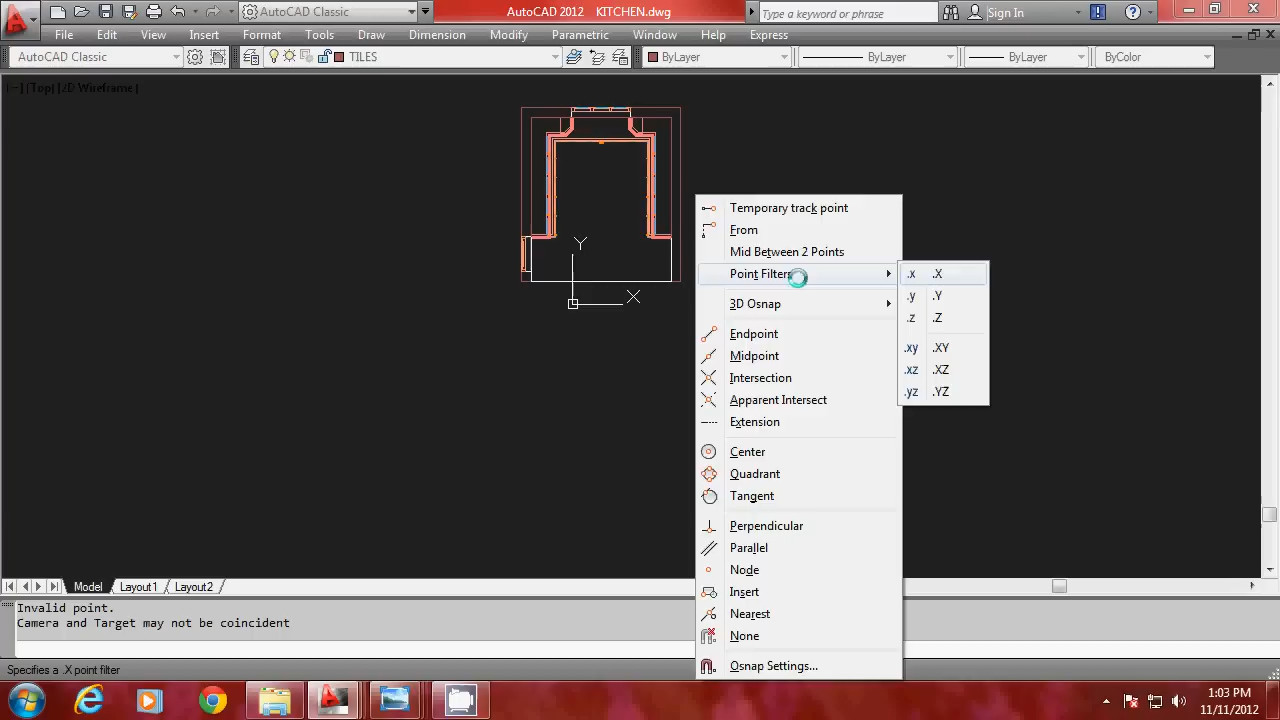 AutoCAD Classic
AutoCAD 2012 KITCHEN.dwg
Type a keyword or phrase
Sign In
File Edit View Insert Format Tools Draw Dimension Modify Parametric Window Help Express
AutoCAD Classic
TILES
ByLayer
ByLayer
ByLayer
ByColor
[–] [Top] [2D Wireframe]
Temporary track point
From
Mid Between 2 Points
Point Filters
3D Osnap
Endpoint
Midpoint
Intersection
Apparent Intersect
Extension
Center
Quadrant
Tangent
Perpendicular
Parallel
Node
Insert
Nearest
None
Osnap Settings...
.x .X
.y .Y
.z .Z
.xy .XY
.xz .XZ
.yz .YZ
Y
X
Model Layout1 Layout2
Invalid point.
Camera and Target may not be coincident
Specifies a .X point filter
1:03 PM
11/11/2012